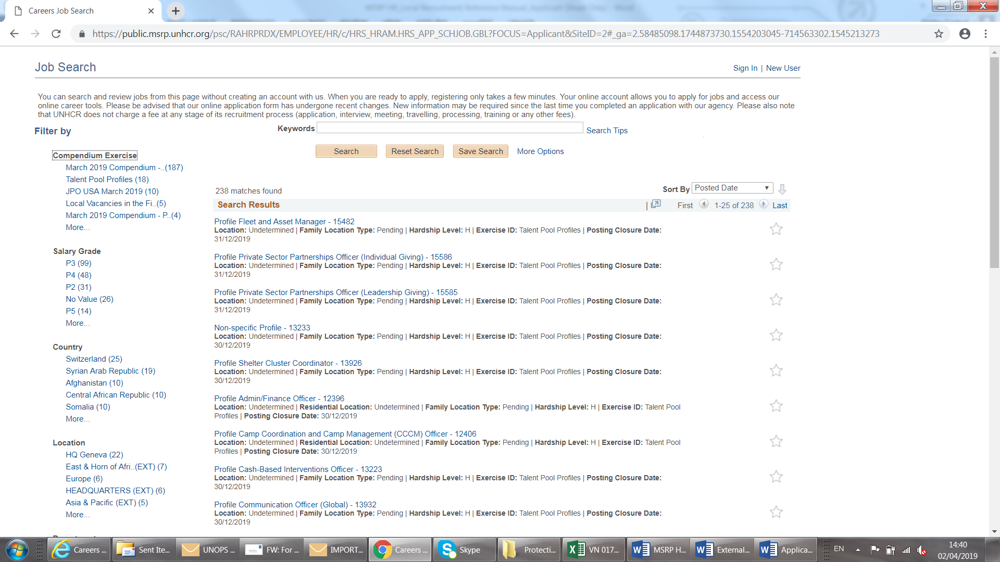 Careers Job Search
https://public.msrp.unhcr.org/psc/RAHRPRDX/EMPLOYEE/HR/c/HRS_HRAM.HRS_APP_SCHJOB.GBL?FOCUS=Applicant&SiteID=2#_ga=2.58485098.1744873730.1554203045-714563302.1545213273
Job Search
Sign In | New User
You can search and review jobs from this page without creating an account with us. When you are ready to apply, registering only takes a few minutes. Your online account allows you to apply for jobs and access our
online career tools. Please be advised that our online application form has undergone recent changes. New information may be required since the last time you completed an application with our agency. Please also note
that UNHCR does not charge a fee at any stage of its recruitment process (application, interview, meeting, travelling, processing, training or any other fees).
Filter by
Keywords
Search Tips
Search
Reset Search
Save Search
More Options
Compendium Exercise
March 2019 Compendium -..(187)
Talent Pool Profiles (18)
JPO USA March 2019 (10)
Local Vacancies in the Fi..(5)
March 2019 Compendium - P..(4)
More...
Salary Grade
P3 (99)
P4 (48)
P2 (31)
No Value (26)
P5 (14)
More...
Country
Switzerland (25)
Syrian Arab Republic (19)
Afghanistan (10)
Central African Republic (10)
Somalia (10)
More...
Location
HQ Geneva (22)
East & Horn of Afri..(EXT) (7)
Europe (6)
HEADQUARTERS (EXT) (6)
Asia & Pacific (EXT) (5)
More...
238 matches found
Sort By Posted Date
Search Results
| First 1-25 of 238 Last
Profile Fleet and Asset Manager - 15482
Location: Undetermined | Family Location Type: Pending | Hardship Level: H | Exercise ID: Talent Pool Profiles | Posting Closure Date:
31/12/2019
Profile Private Sector Partnerships Officer (Individual Giving) - 15586
Location: Undetermined | Family Location Type: Pending | Hardship Level: H | Exercise ID: Talent Pool Profiles | Posting Closure Date:
31/12/2019
Profile Private Sector Partnerships Officer (Leadership Giving) - 15585
Location: Undetermined | Family Location Type: Pending | Hardship Level: H | Exercise ID: Talent Pool Profiles | Posting Closure Date:
31/12/2019
Non-specific Profile - 13233
Location: Undetermined | Family Location Type: Pending | Hardship Level: H | Exercise ID: Talent Pool Profiles | Posting Closure Date:
30/12/2019
Profile Shelter Cluster Coordinator - 13926
Location: Undetermined | Family Location Type: Pending | Hardship Level: H | Exercise ID: Talent Pool Profiles | Posting Closure Date:
30/12/2019
Profile Admin/Finance Officer - 12396
Location: Undetermined | Residential Location: Undetermined | Family Location Type: Pending | Hardship Level: H | Exercise ID: Talent Pool
Profiles | Posting Closure Date: 30/12/2019
Profile Camp Coordination and Camp Management (CCCM) Officer - 12406
Location: Undetermined | Residential Location: Undetermined | Family Location Type: Pending | Hardship Level: H | Exercise ID: Talent Pool
Profiles | Posting Closure Date: 30/12/2019
Profile Cash-Based Interventions Officer - 13223
Location: Undetermined | Family Location Type: Pending | Hardship Level: H | Exercise ID: Talent Pool Profiles | Posting Closure Date:
30/12/2019
Profile Communication Officer (Global) - 13932
Location: Undetermined | Family Location Type: Pending | Hardship Level: H | Exercise ID: Talent Pool Profiles | Posting Closure Date:
30/12/2019
Careers ...
Sent Ite...
UNOPS ...
FW: For ...
IMPORT...
Careers ...
Skype
Protecti...
VN 017...
MSRP H...
External...
Applica...
EN
14:40
02/04/2019